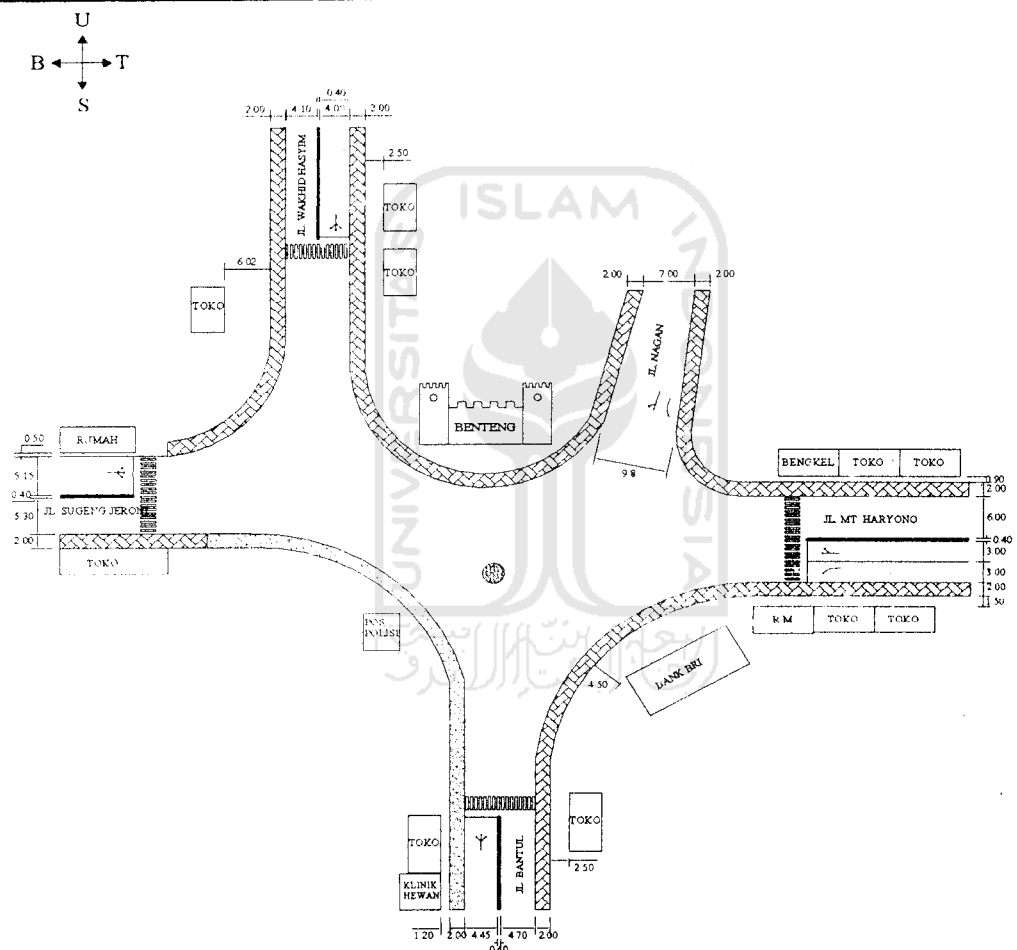 U
B T
S
0.40
2.00 4.10 4.00 2.00
JL. WAKHID HASYIM
2.50
TOKO
TOKO
6.02
TOKO
ISLAM
UNIVERSITAS
INDONESIA
2.00 7.00 2.00
JL. NAGAN
9.8
BENTENG
0.50
RUMAH
5.15
0.40
JL SUGENG JERONI
5.30
2.00
TOKO
BENGKEL TOKO TOKO
0.90
2.00
JL. MT HARYONO
6.00
0.40
3.00
3.00
2.00
1.50
R.M TOKO TOKO
POS
POLISI
BANK BRI
4.50
TOKO
KLINIK
HEWAN
JL BANTUL
TOKO
2.50
1.20 2.00 4.45 4.70 2.00
0.40